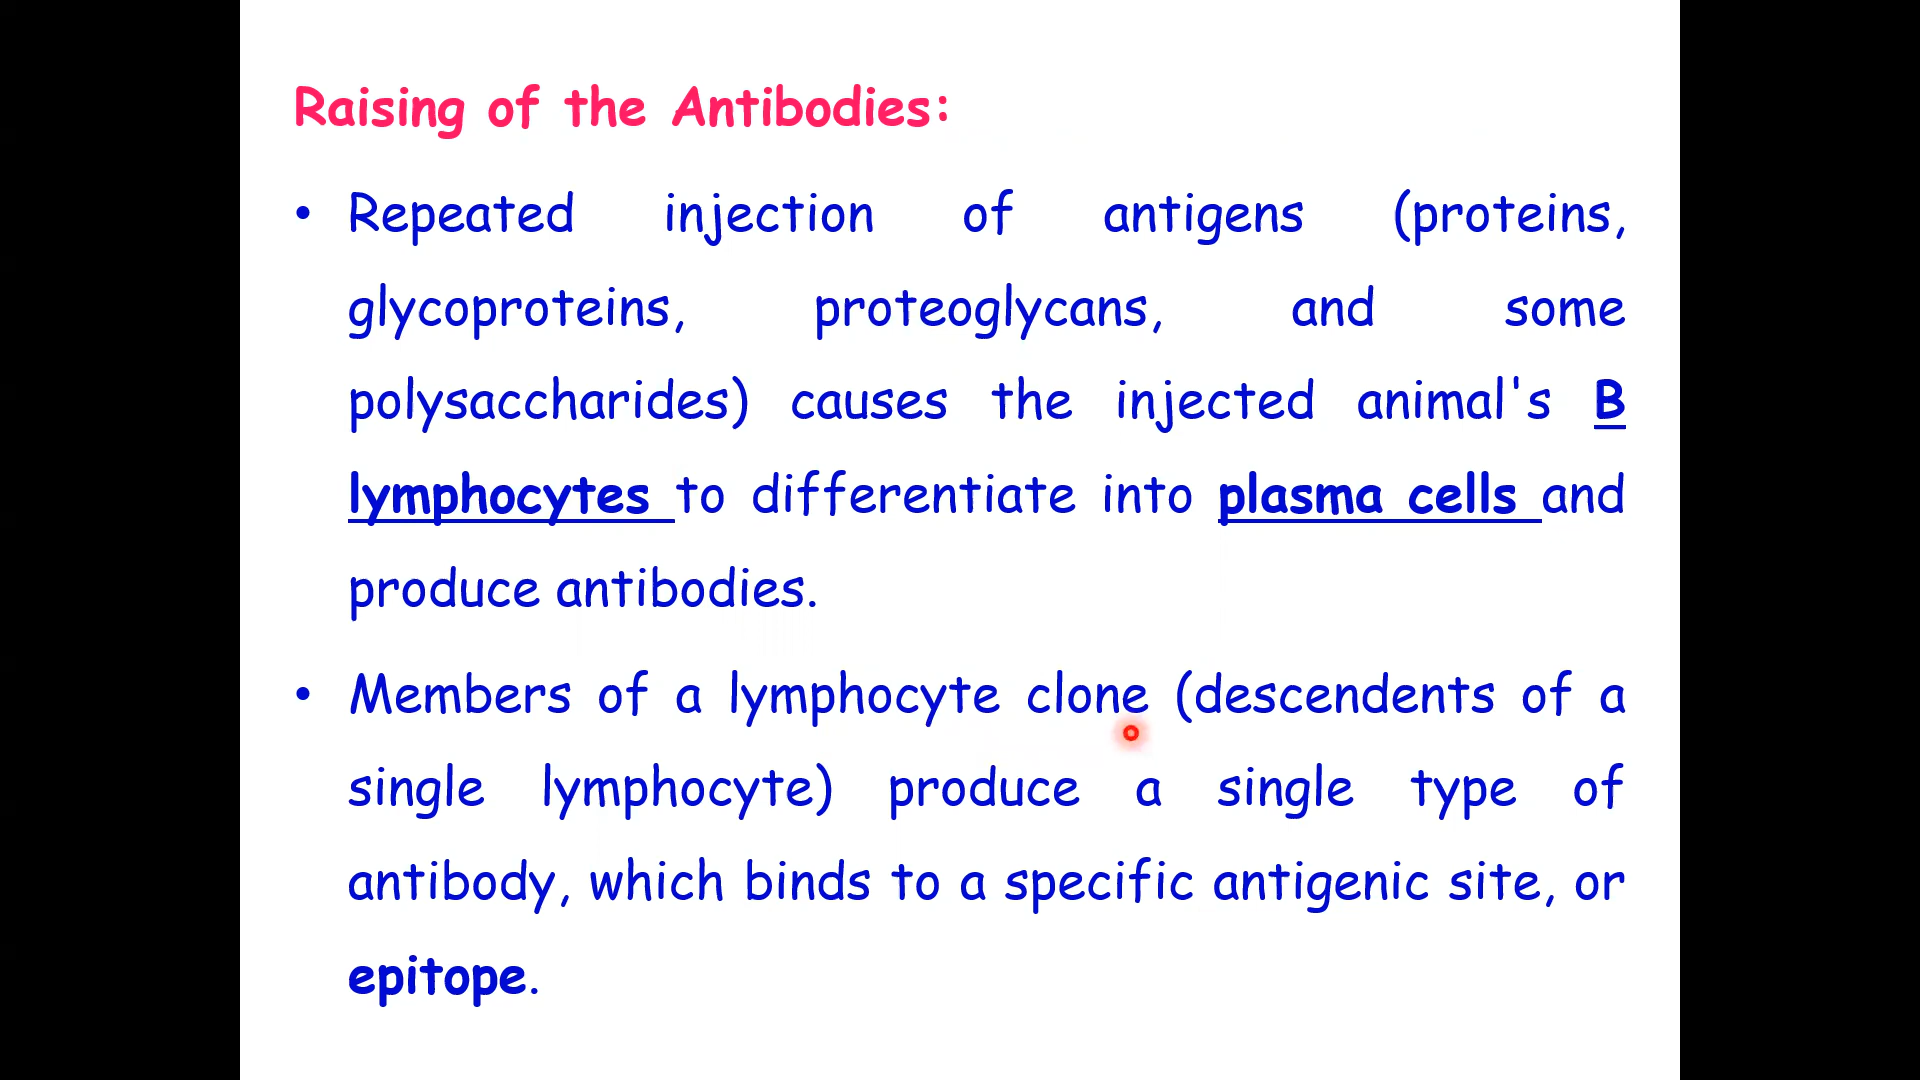 Raising of the Antibodies:
• Repeated injection of antigens (proteins,
glycoproteins, proteoglycans, and some
polysaccharides) causes the injected animal's B
lymphocytes to differentiate into plasma cells and
produce antibodies.
• Members of a lymphocyte clone (descendents of a
single lymphocyte) produce a single type of
antibody, which binds to a specific antigenic site, or
epitope.